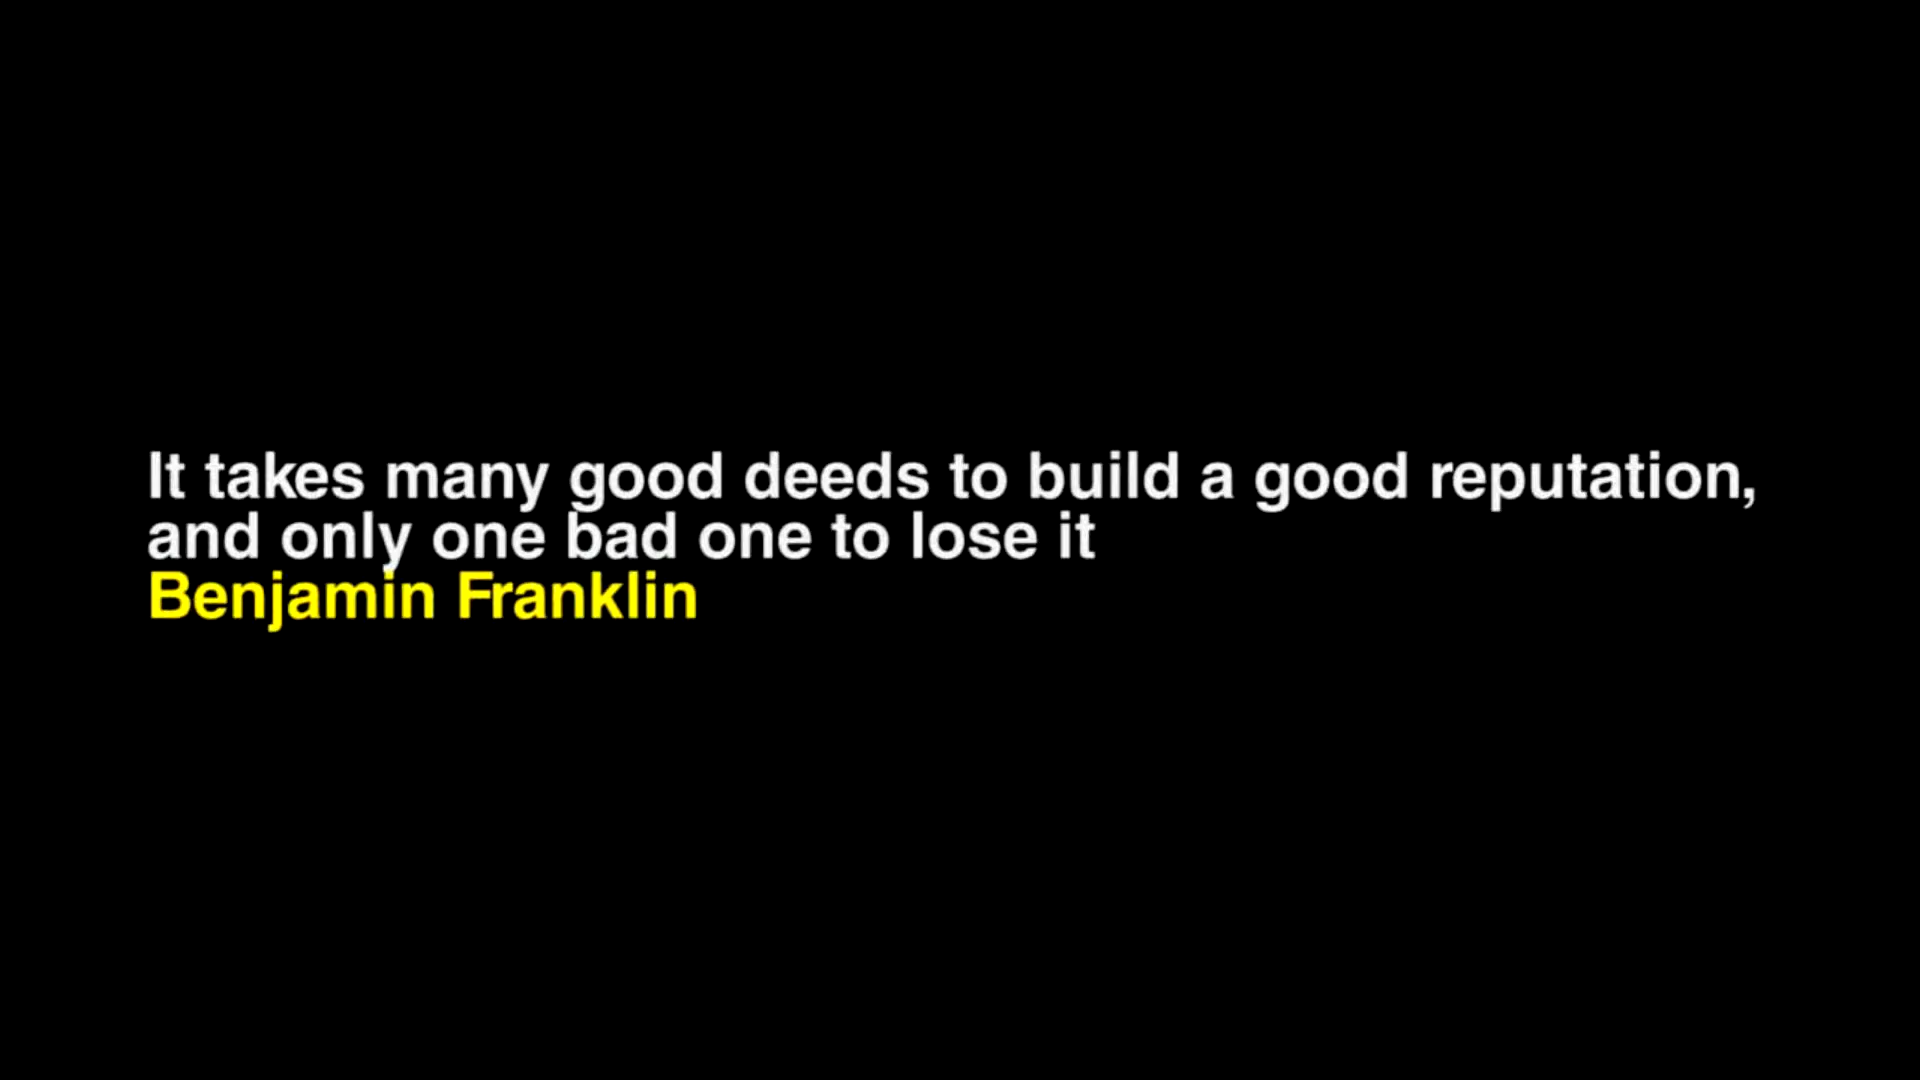 It takes many good deeds to build a good reputation,
and only one bad one to lose it
Benjamin Franklin